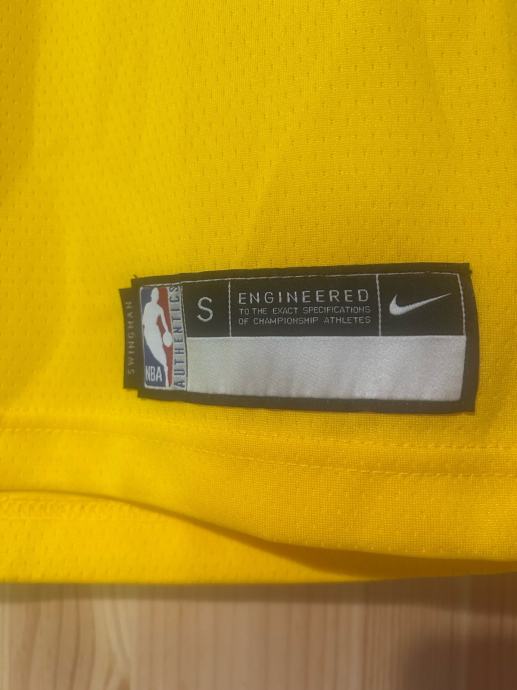 SWINGMAN
NBA
AUTHENTICS
S
ENGINEERED
TO THE EXACT SPECIFICATIONS
OF CHAMPIONSHIP ATHLETES